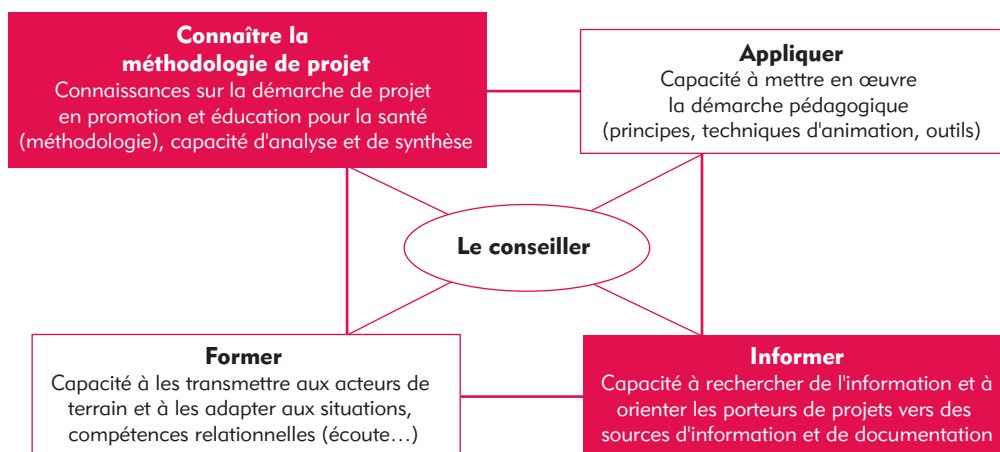 Connaître la
méthodologie de projet
Connaissances sur la démarche de projet
en promotion et éducation pour la santé
(méthodologie), capacité d'analyse et de synthèse
Appliquer
Capacité à mettre en œuvre
la démarche pédagogique
(principes, techniques d'animation, outils)
Le conseiller
Former
Capacité à les transmettre aux acteurs de
terrain et à les adapter aux situations,
compétences relationnelles (écoute…)
Informer
Capacité à rechercher de l'information et à
orienter les porteurs de projets vers des
sources d'information et de documentation